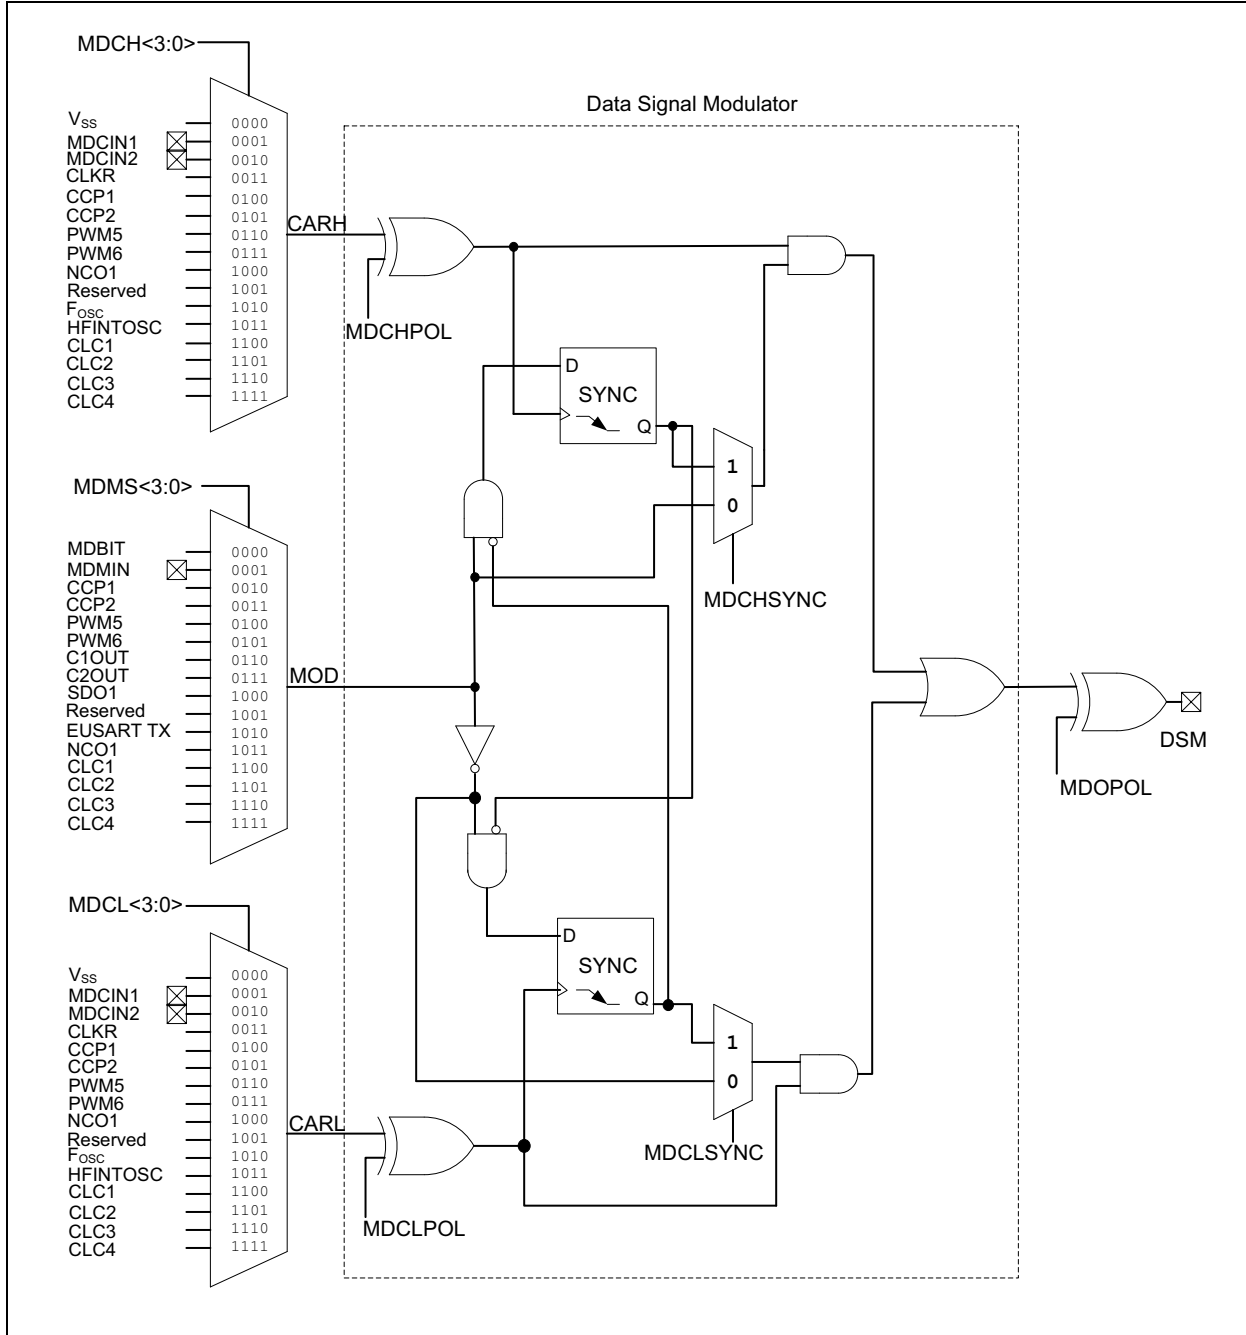 MDCH<3:0>
Data Signal Modulator
VSS 0000
MDCIN1 0001
MDCIN2 0010
CLKR 0011
CCP1 0100
CCP2 0101
PWM5 0110
PWM6 0111
NCO1 1000
Reserved 1001
FOSC 1010
HFINTOSC 1011
CLC1 1100
CLC2 1101
CLC3 1110
CLC4 1111
CARH
MDCHPOL
D
SYNC
Q
1
0
MDCHSYNC
MDMS<3:0>
MDBIT 0000
MDMIN 0001
CCP1 0010
CCP2 0011
PWM5 0100
PWM6 0101
C1OUT 0110
C2OUT 0111
SDO1 1000
Reserved 1001
EUSART TX 1010
NCO1 1011
CLC1 1100
CLC2 1101
CLC3 1110
CLC4 1111
MOD
DSM
MDOPOL
MDCL<3:0>
VSS 0000
MDCIN1 0001
MDCIN2 0010
CLKR 0011
CCP1 0100
CCP2 0101
PWM5 0110
PWM6 0111
NCO1 1000
Reserved 1001
FOSC 1010
HFINTOSC 1011
CLC1 1100
CLC2 1101
CLC3 1110
CLC4 1111
CARL
MDCLPOL
D
SYNC
Q
1
0
MDCLSYNC